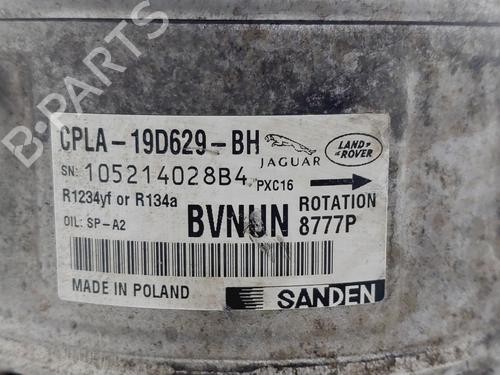 B-PARTS
CPLA-19D629-BH
JAGUAR
LAND ROVER
SN: 105214028B4 PXC16
R1234yf or R134a
ROTATION
OIL: SP-A2
BVNUN 8777P
MADE IN POLAND
SANDEN